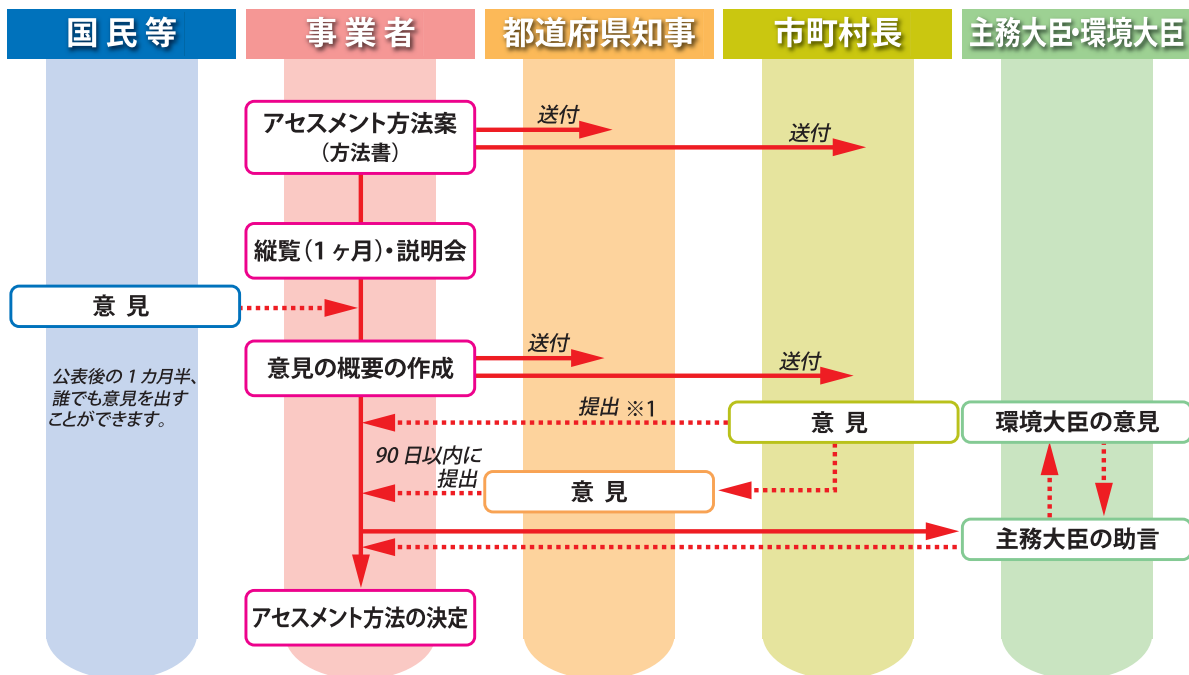 国民等
事業者
都道府県知事
市町村長
主務大臣・環境大臣
アセスメント方法案
（方法書）
送付
送付
縦覧（1ヶ月）・説明会
意見
公表後の1カ月半、
誰でも意見を出す
ことができます。
意見の概要の作成
送付
送付
提出 ※1
意見
環境大臣の意見
90日以内に
提出
意見
主務大臣の助言
アセスメント方法の決定